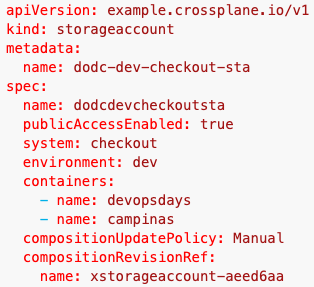 apiVersion: example.crossplane.io/v1
kind: storageaccount
metadata:
  name: dodc-dev-checkout-sta
spec:
  name: dodcdevcheckoutsta
  publicAccessEnabled: true
  system: checkout
  environment: dev
  containers:
    - name: devopsdays
    - name: campinas
  compositionUpdatePolicy: Manual
  compositionRevisionRef:
    name: xstorageaccount-aeed6aa